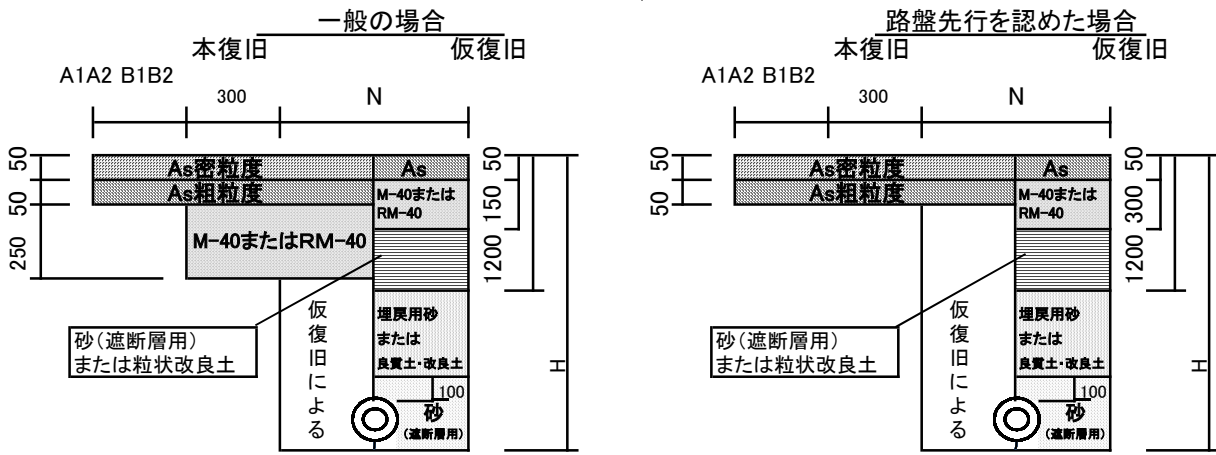 一般の場合
本復旧
仮復旧
A1A2 B1B2
300
N
50
50
250
As密粒度
As粗粒度
M-40またはRM-40
As
M-40または
RM-40
50
150
1200
H
砂(遮断層用)
または粒状改良土
仮復旧による
埋戻用砂
または
良質土・改良土
100
砂
(遮断層用)
路盤先行を認めた場合
本復旧
仮復旧
A1A2 B1B2
300
N
50
50
As密粒度
As粗粒度
As
M-40または
RM-40
50
300
1200
H
砂(遮断層用)
または粒状改良土
仮復旧による
埋戻用砂
または
良質土・改良土
100
砂
(遮断層用)